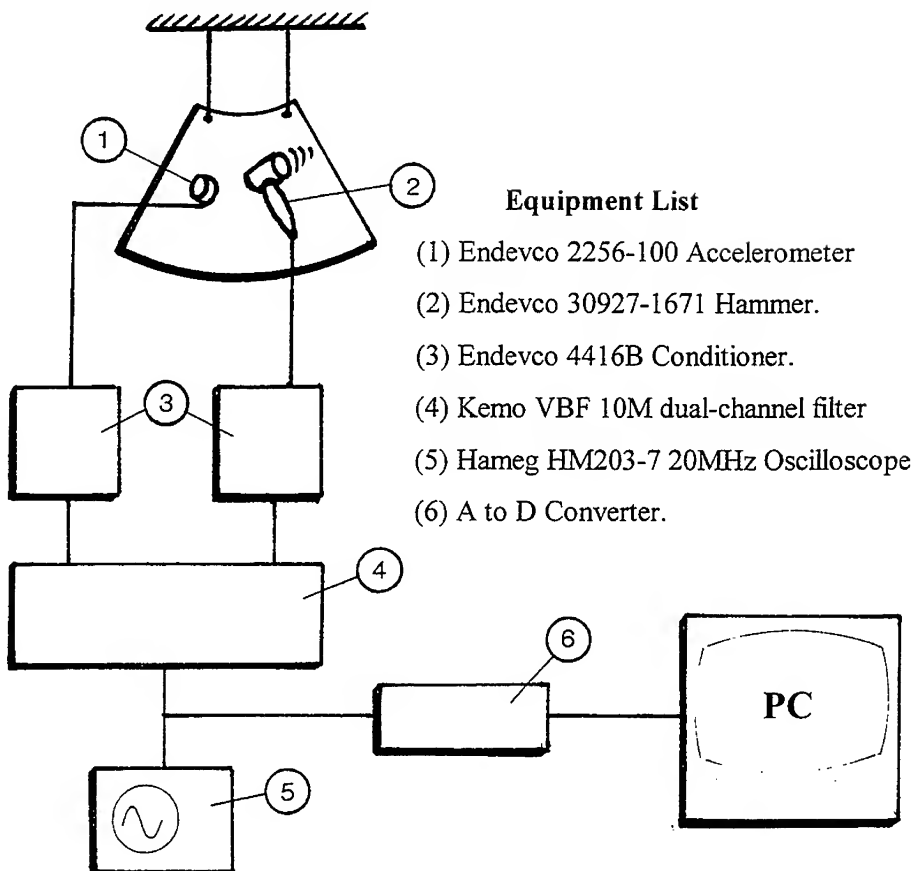 1
2
Equipment List
(1) Endevco 2256-100 Accelerometer
(2) Endevco 30927-1671 Hammer.
(3) Endevco 4416B Conditioner.
3
(4) Kemo VBF 10M dual-channel filter
(5) Hameg HM203-7 20MHz Oscilloscope
(6) A to D Converter.
4
6
PC
5